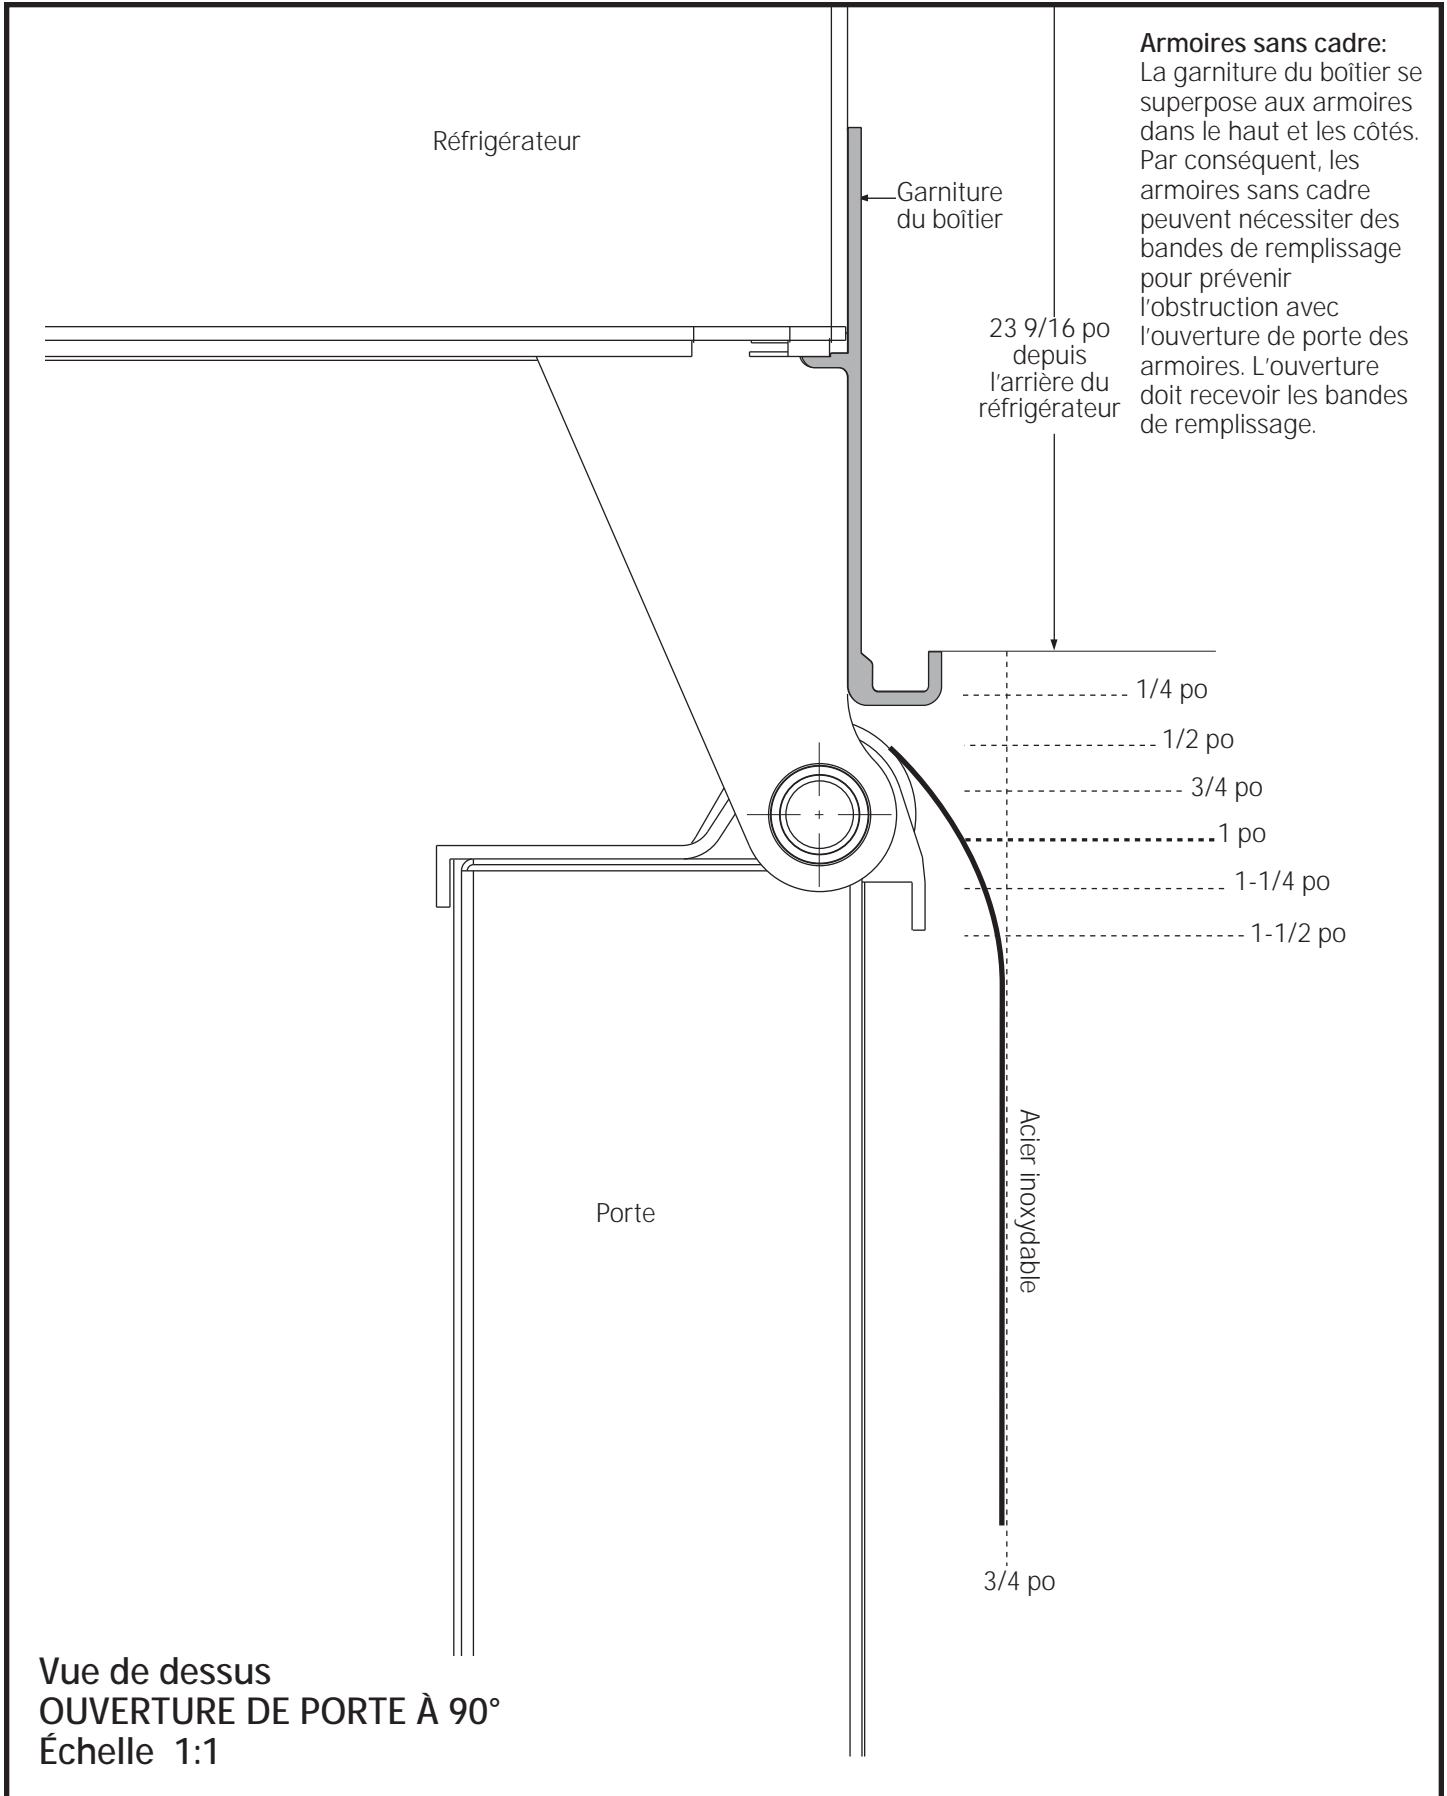 Armoires sans cadre:
La garniture du boîtier se
superpose aux armoires
dans le haut et les côtés.
Par conséquent, les
armoires sans cadre
peuvent nécessiter des
bandes de remplissage
pour prévenir
l'obstruction avec
l'ouverture de porte des
armoires. L'ouverture
doit recevoir les bandes
de remplissage.
Réfrigérateur
Garniture
du boîtier
23 9/16 po
depuis
l'arrière du
réfrigérateur
1/4 po
1/2 po
3/4 po
1 po
1-1/4 po
1-1/2 po
Acier inoxydable
Porte
3/4 po
Vue de dessus
OUVERTURE DE PORTE À 90°
Échelle 1:1